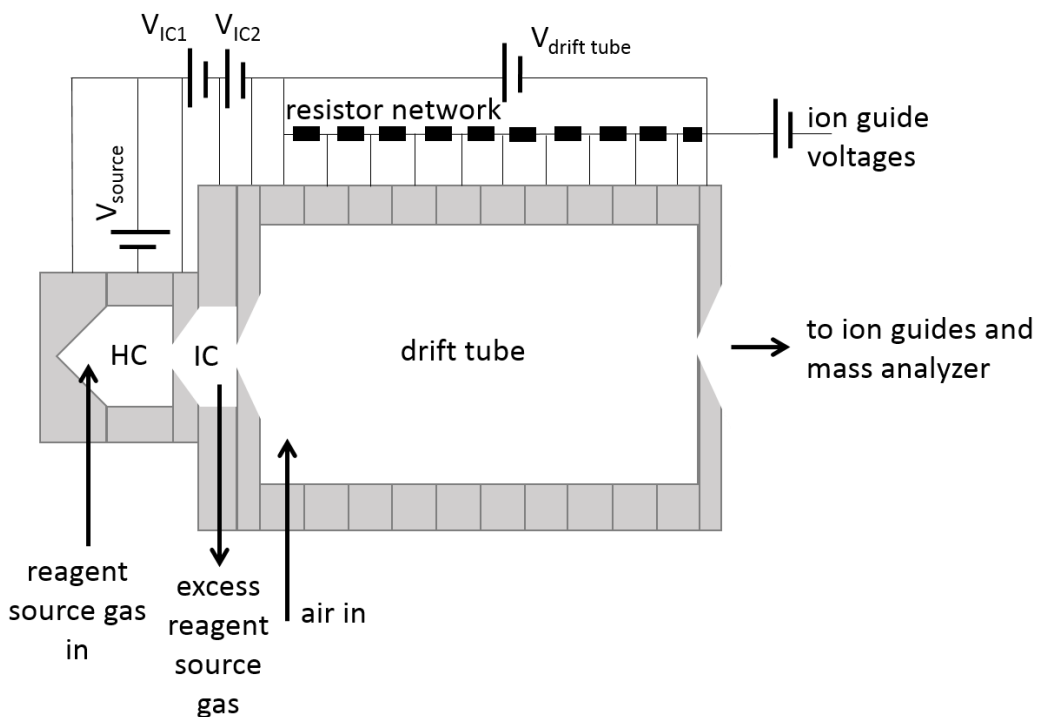 V_IC1
V_IC2
V_drift tube
resistor network
ion guide
voltages
V_source
HC
IC
drift tube
to ion guides and
mass analyzer
reagent
source gas
in
excess
reagent
source
gas
air in